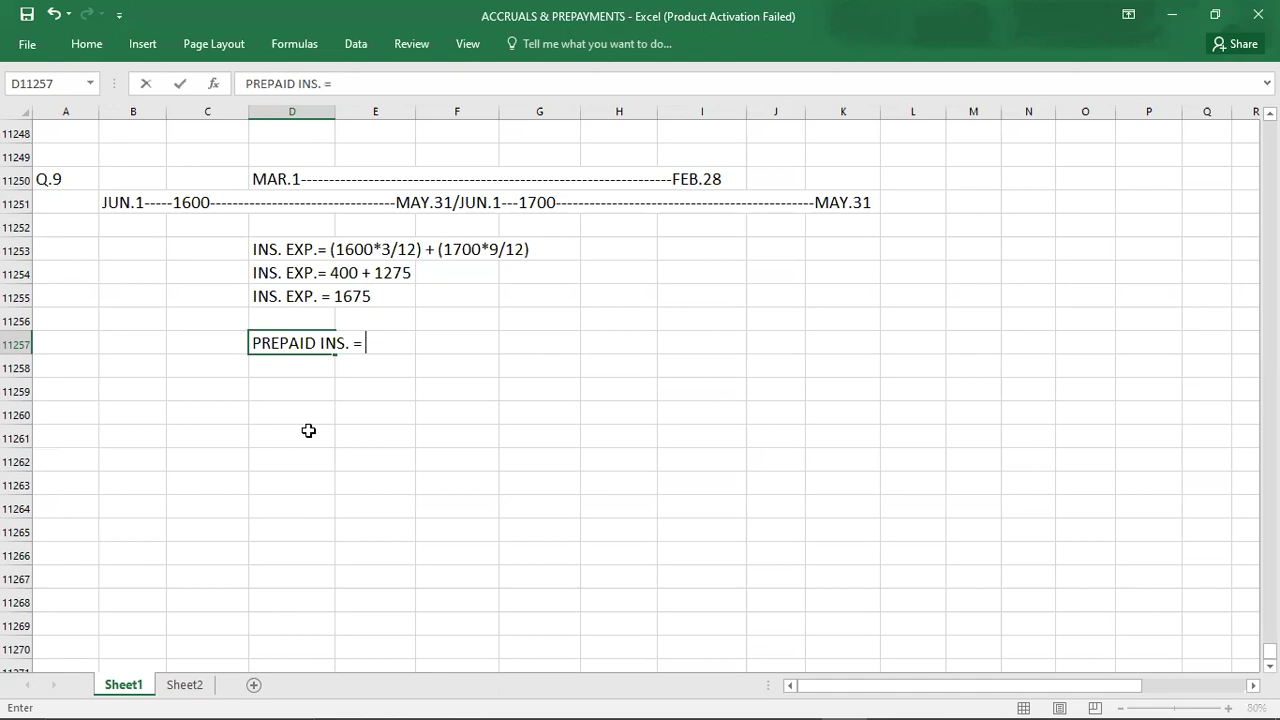 ACCRUALS & PREPAYMENTS - Excel (Product Activation Failed)
File Home Insert Page Layout Formulas Data Review View Tell me what you want to do... Share
D11257 fx PREPAID INS. =
A B C D E F G H I J K L M N O P Q R
11248
11249
11250 Q.9 MAR.1-------------------------------------------------------------------FEB.28
11251 JUN.1-----1600----------------------------------MAY.31/JUN.1---1700-----------------------------------------------MAY.31
11252
11253 INS. EXP.= (1600*3/12) + (1700*9/12)
11254 INS. EXP.= 400 + 1275
11255 INS. EXP. = 1675
11256
11257 PREPAID INS. =
11258
11259
11260
11261
11262
11263
11264
11265
11266
11267
11268
11269
11270
11271
Sheet1 Sheet2
Enter 80%